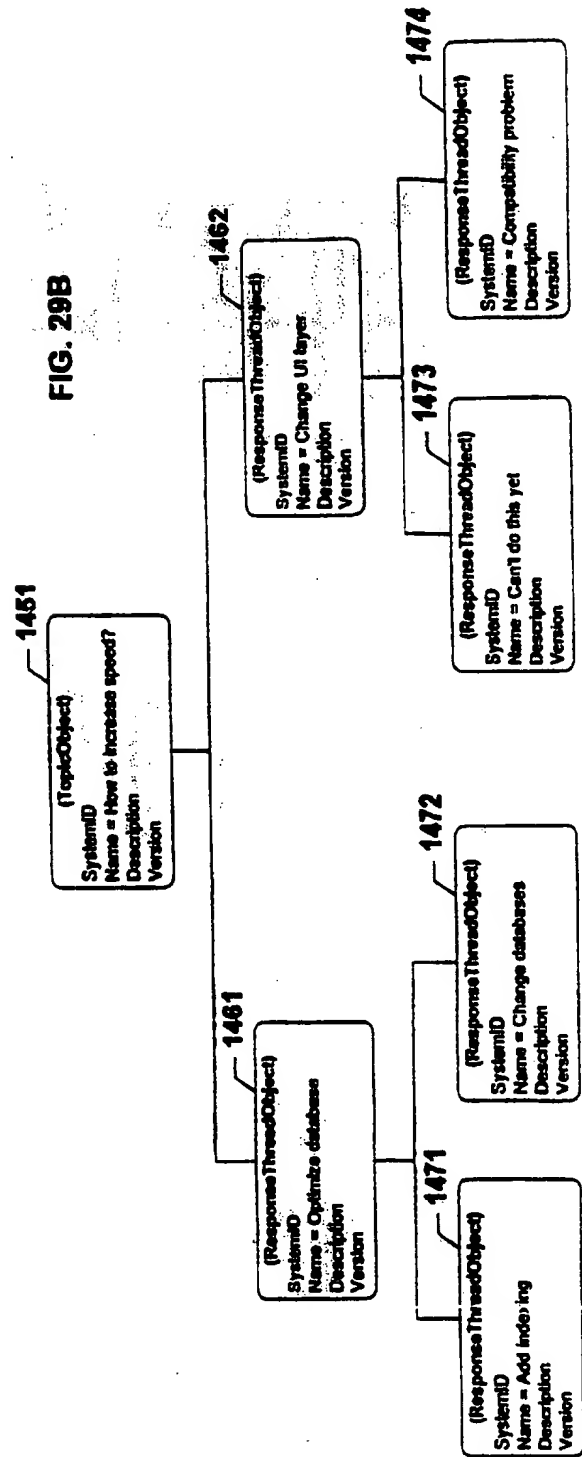 FIG. 29B
1451
(TopicObject)
SystemID
Name = How to increase speed?
Description
Version
1461
(ResponseThreadObject)
SystemID
Name = Optimize database
Description
Version
1462
(ResponseThreadObject)
SystemID
Name = Change UI layer
Description
Version
1471
(ResponseThreadObject)
SystemID
Name = Add indexing
Description
Version
1472
(ResponseThreadObject)
SystemID
Name = Change databases
Description
Version
1473
(ResponseThreadObject)
SystemID
Name = Can't do this yet
Description
Version
1474
(ResponseThreadObject)
SystemID
Name = Compatibility problem
Description
Version